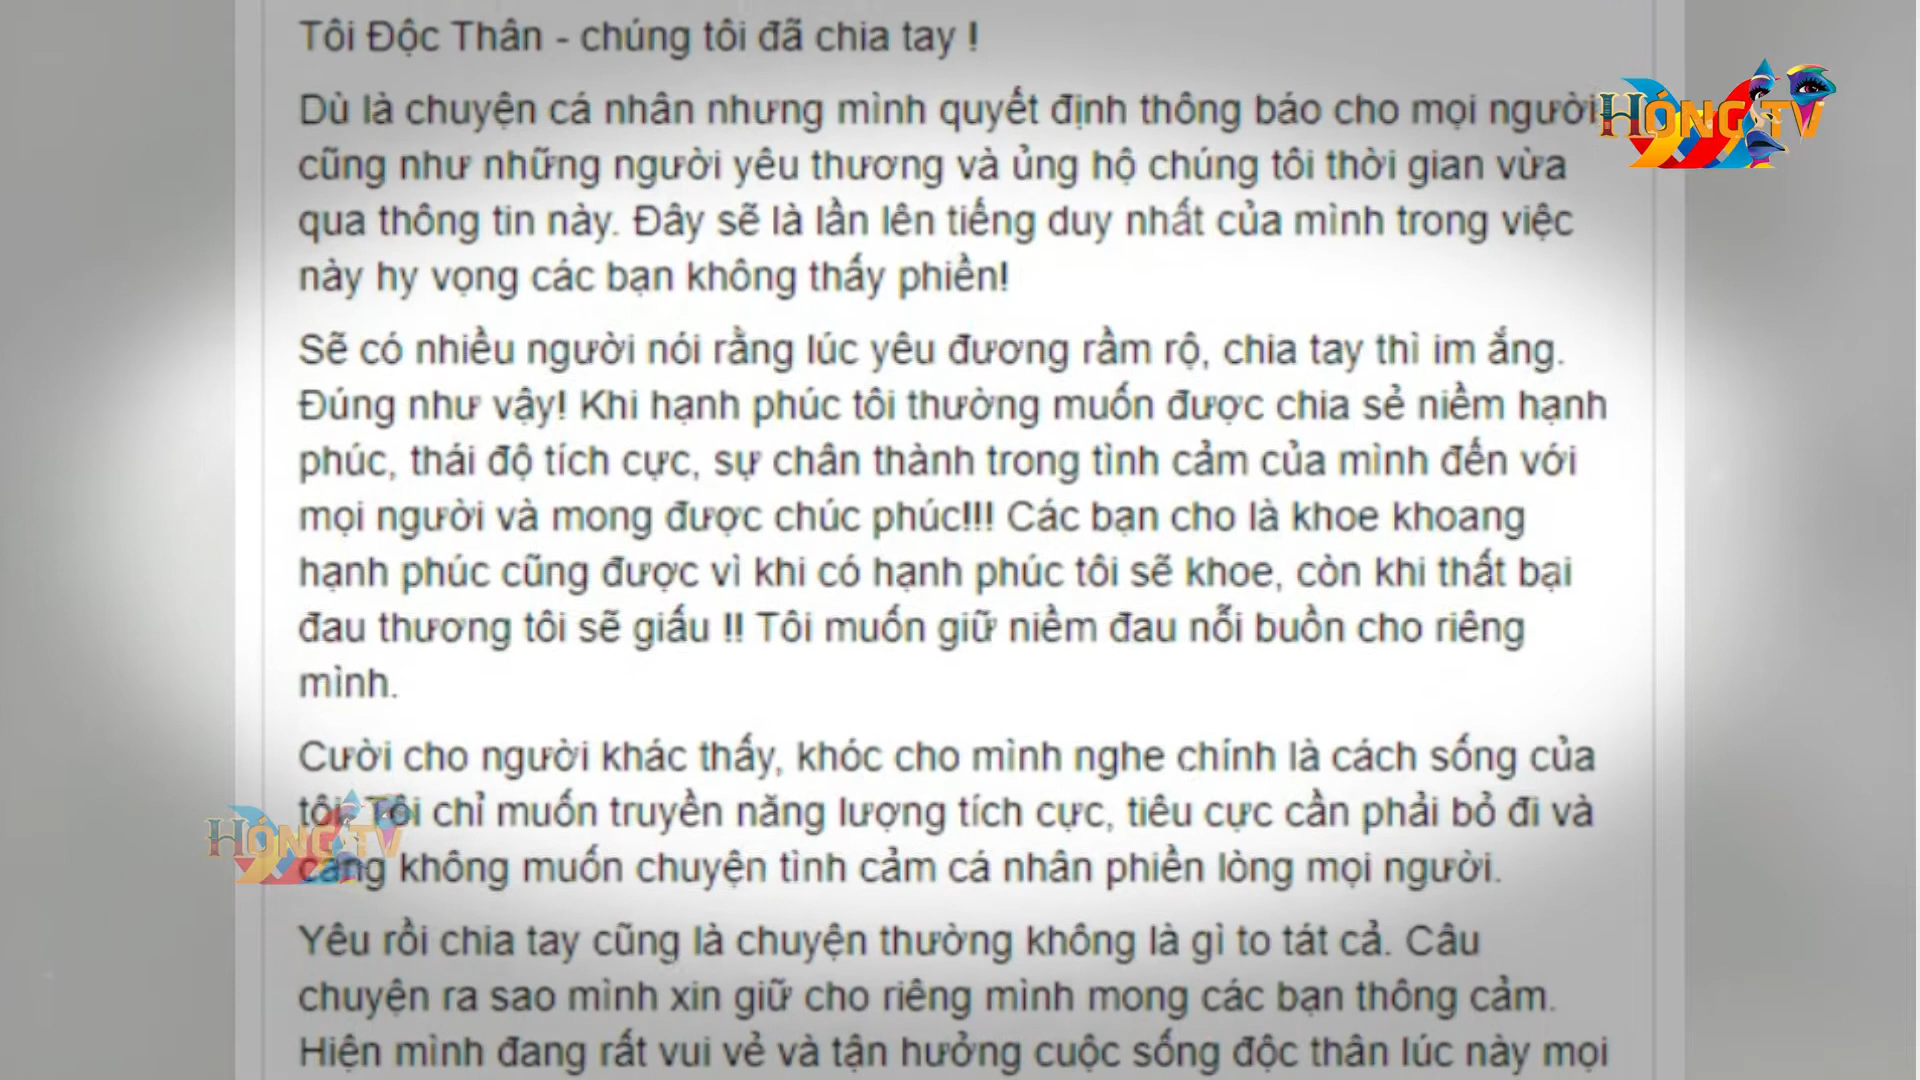 Tôi Độc Thân - chúng tôi đã chia tay !
Dù là chuyện cá nhân nhưng mình quyết định thông báo cho mọi người
cũng như những người yêu thương và ủng hộ chúng tôi thời gian vừa
qua thông tin này. Đây sẽ là lần lên tiếng duy nhất của mình trong việc
này hy vọng các bạn không thấy phiền!
Sẽ có nhiều người nói rằng lúc yêu đương rầm rộ, chia tay thì im ắng.
Đúng như vậy! Khi hạnh phúc tôi thường muốn được chia sẻ niềm hạnh
phúc, thái độ tích cực, sự chân thành trong tình cảm của mình đến với
mọi người và mong được chúc phúc!!! Các bạn cho là khoe khoang
hạnh phúc cũng được vì khi có hạnh phúc tôi sẽ khoe, còn khi thất bại
đau thương tôi sẽ giấu !! Tôi muốn giữ niềm đau nỗi buồn cho riêng
mình.
Cười cho người khác thấy, khóc cho mình nghe chính là cách sống của
tôi. Tôi chỉ muốn truyền năng lượng tích cực, tiêu cực cần phải bỏ đi và
càng không muốn chuyện tình cảm cá nhân phiền lòng mọi người.
Yêu rồi chia tay cũng là chuyện thường không là gì to tát cả. Câu
chuyện ra sao mình xin giữ cho riêng mình mong các bạn thông cảm.
Hiện mình đang rất vui vẻ và tận hưởng cuộc sống độc thân lúc này mọi
HÓNG TV
HÓNG TV